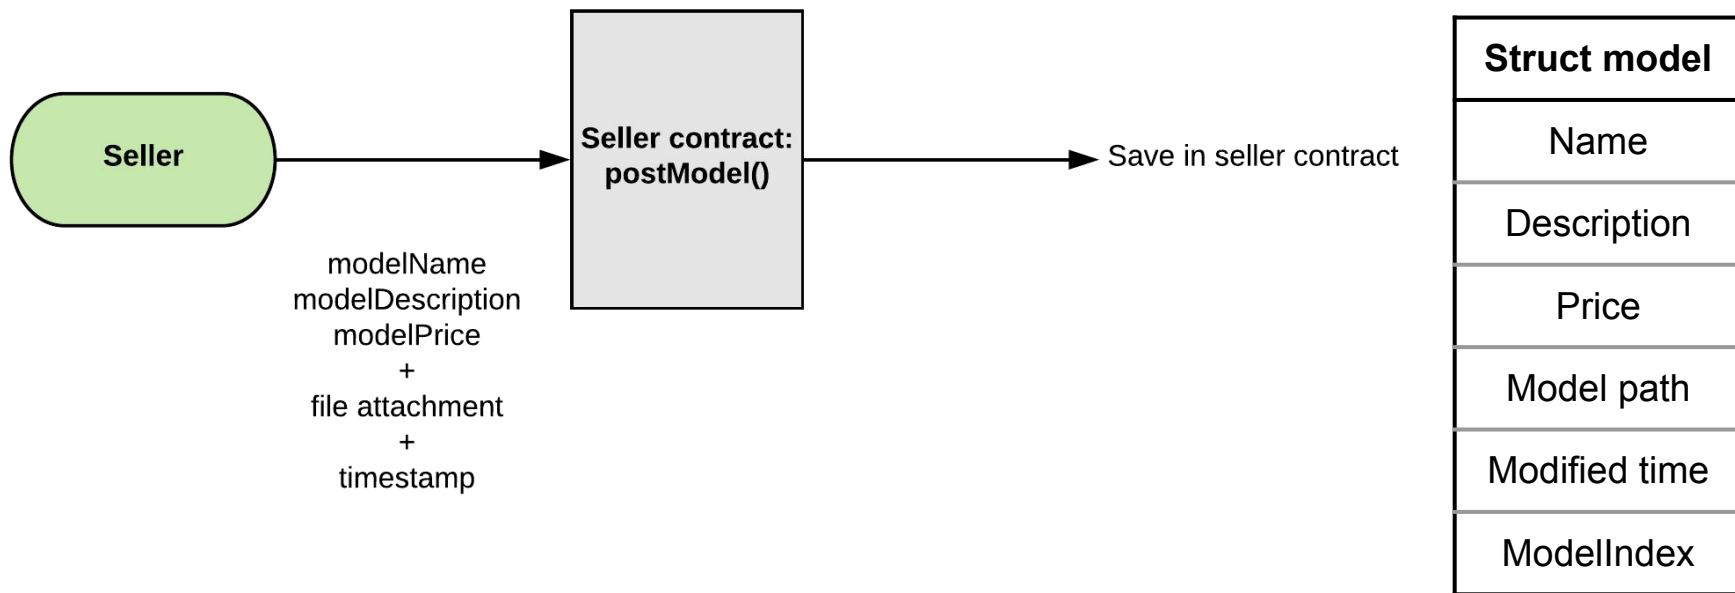 Seller
modelName
modelDescription
modelPrice
+
file attachment
+
timestamp
Seller contract:
postModel()
Save in seller contract
Struct model
Name
Description
Price
Model path
Modified time
ModelIndex